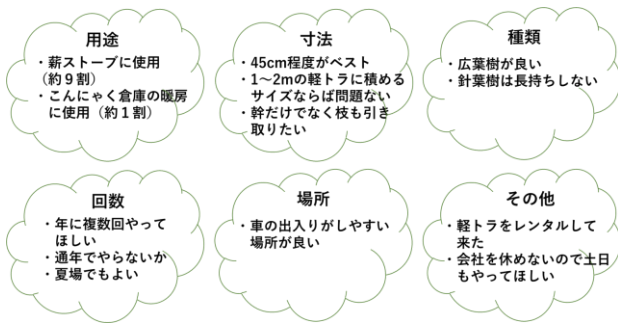 用途
・薪ストーブに使用
（約９割）
・こんにゃく倉庫の暖房
に使用（約１割）
寸法
・45cm程度がベスト
・1～2mの軽トラに積める
サイズならば問題ない
・幹だけでなく枝も引き
取りたい
種類
・広葉樹が良い
・針葉樹は長持ちしない
回数
・年に複数回やって
ほしい
・通年でやらないか
・夏場でもよい
場所
・車の出入りがしやすい
場所が良い
その他
・軽トラをレンタルして
来た
・会社を休めないので土日
もやってほしい